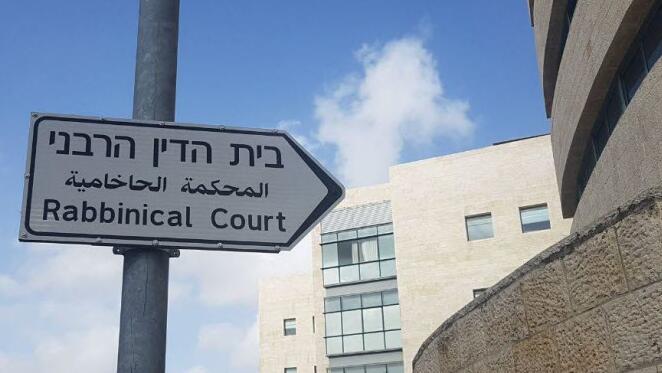 בית הדין הרבני
المحكمة الحاخامية
Rabbinical Court